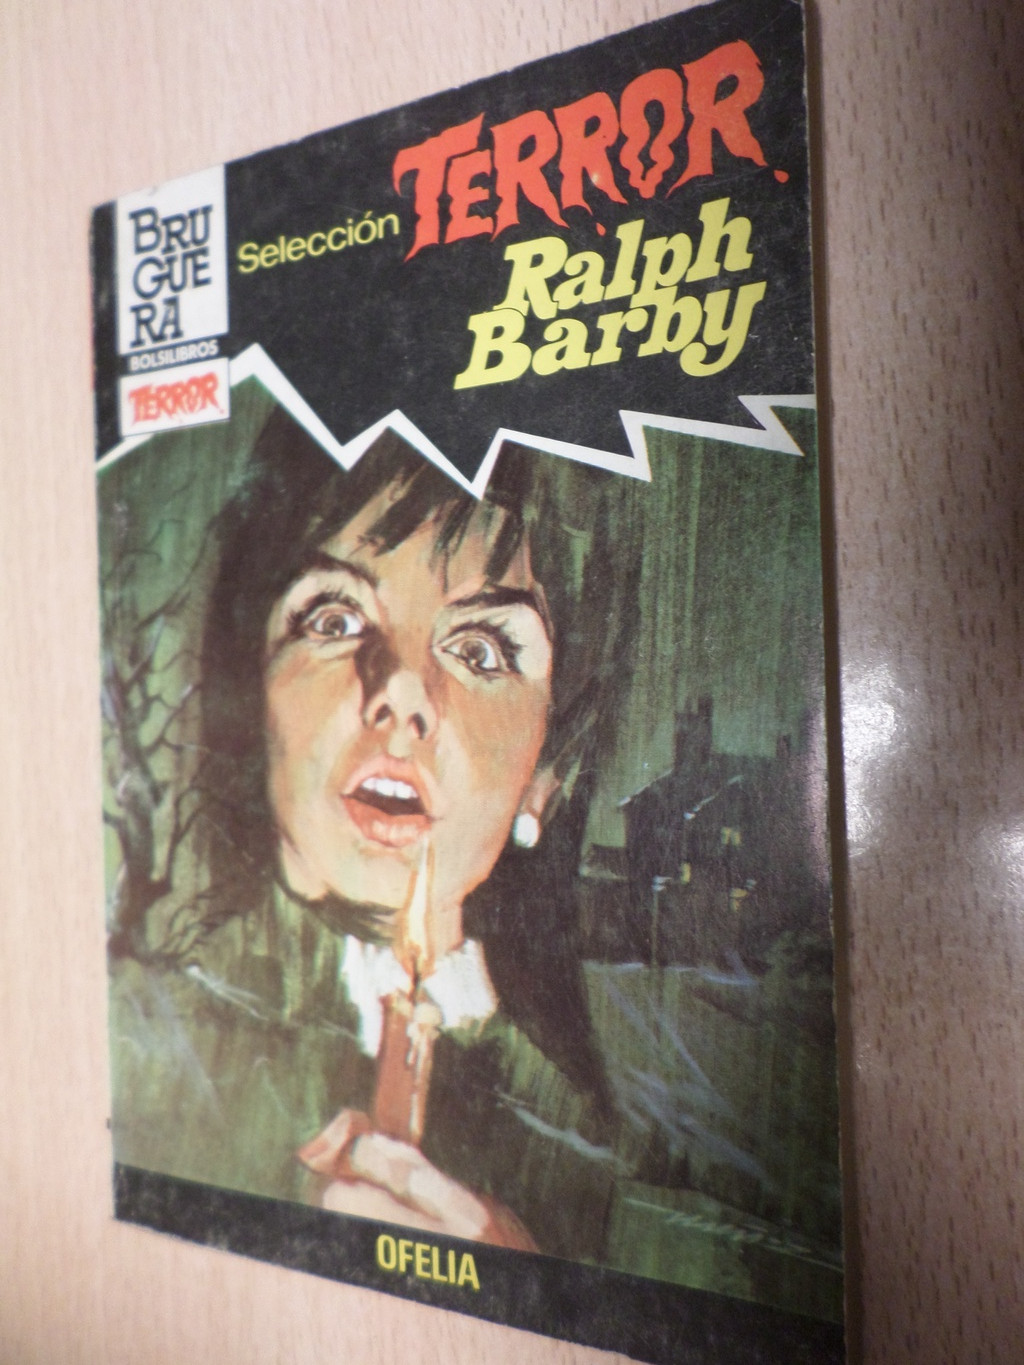 BRU
GUE
RA
BOLSILIBROS
TERROR
Selección TERROR
Ralph
Barby
OFELIA